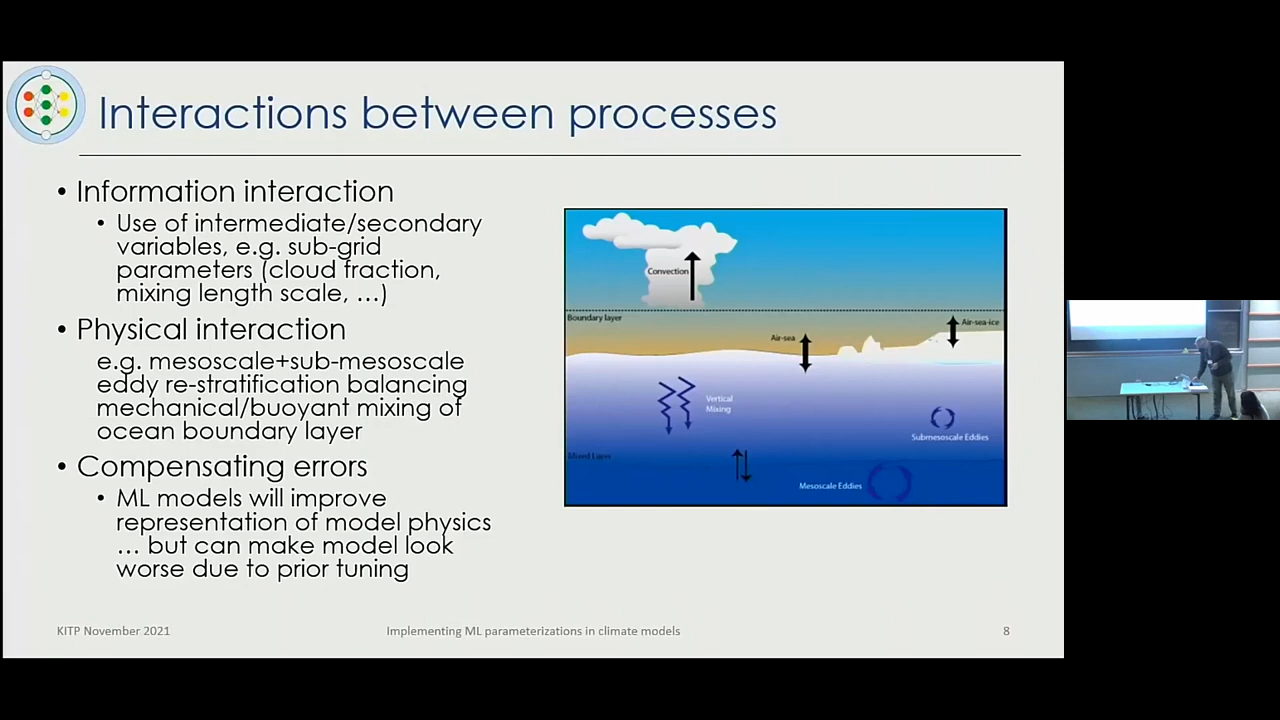 Interactions between processes
• Information interaction
• Use of intermediate/secondary
variables, e.g. sub-grid
parameters (cloud fraction,
mixing length scale, …)
• Physical interaction
e.g. mesoscale+sub-mesoscale
eddy re-stratification balancing
mechanical/buoyant mixing of
ocean boundary layer
• Compensating errors
• ML models will improve
representation of model physics
… but can make model look
worse due to prior tuning
Convection
Boundary layer
Air-sea
Air-sea-ice
Vertical
Mixing
Submesoscale Eddies
Mixed Layer
Mesoscale Eddies
KITP November 2021
Implementing ML parameterizations in climate models
8